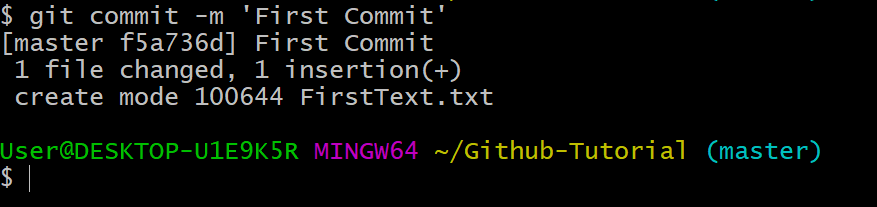 $ git commit -m 'First Commit'
[master f5a736d] First Commit
 1 file changed, 1 insertion(+)
 create mode 100644 FirstText.txt
User@DESKTOP-U1E9K5R MINGW64 ~/Github-Tutorial (master)
$